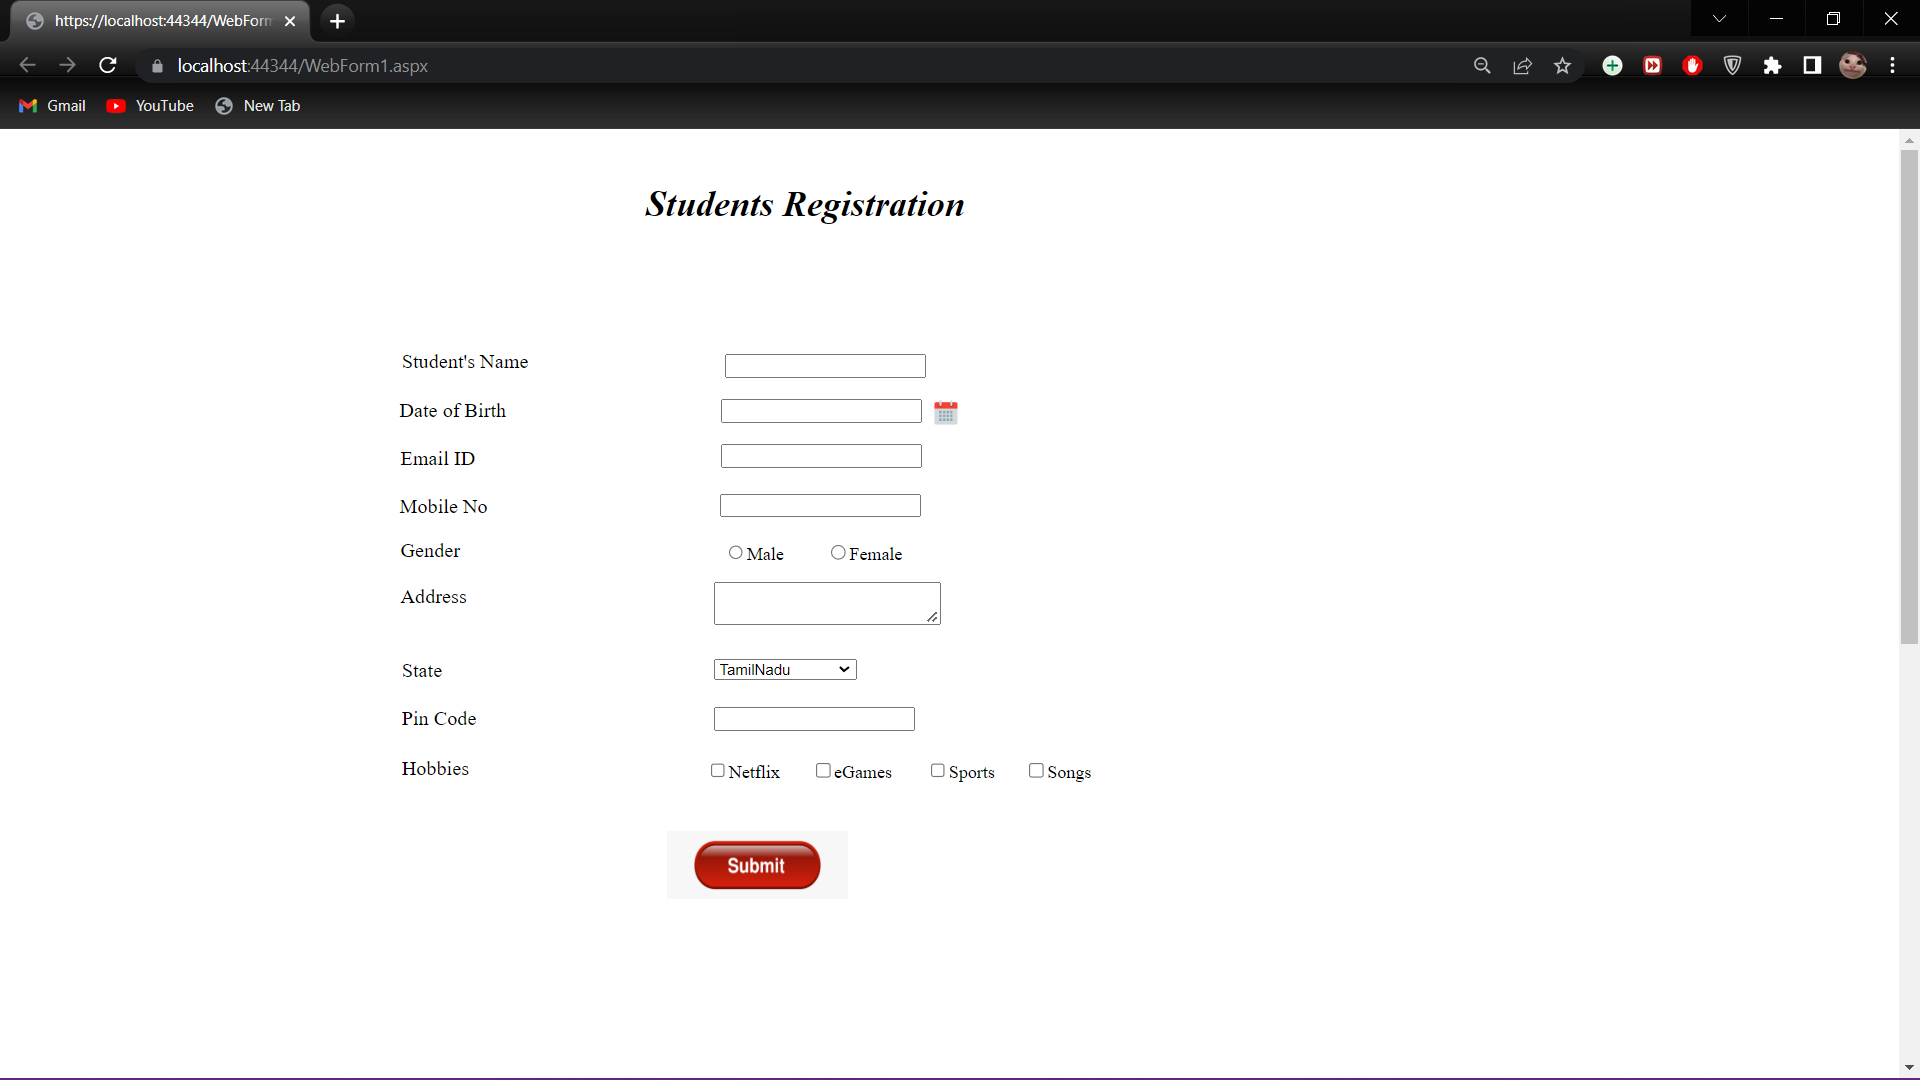 https://localhost:44344/WebForm
localhost:44344/WebForm1.aspx
Gmail YouTube New Tab
Students Registration
Student's Name
Date of Birth
Email ID
Mobile No
Gender Male Female
Address
State TamilNadu
Pin Code
Hobbies Netflix eGames Sports Songs
Submit